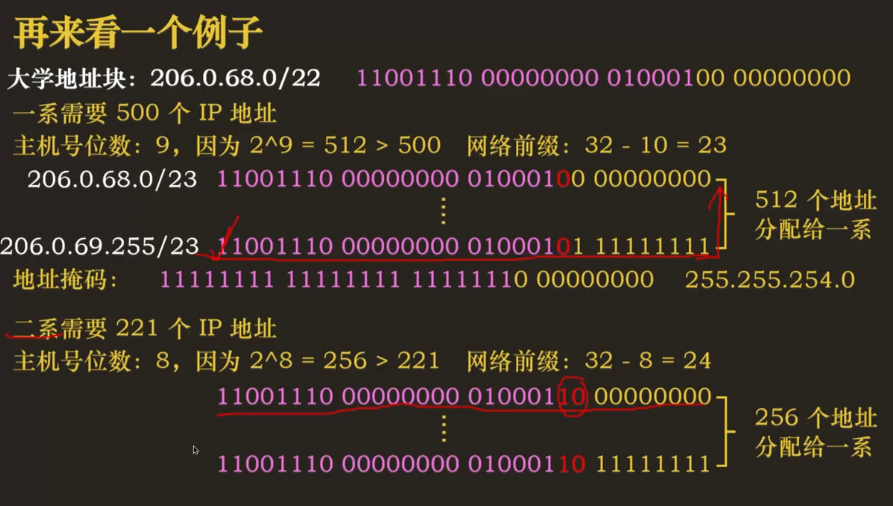 再来看一个例子
大学地址块：206.0.68.0/22 11001110 00000000 01000100 00000000
一系需要 500 个 IP 地址
主机号位数：9，因为 2^9 = 512 > 500 网络前缀：32 - 10 = 23
206.0.68.0/23 11001110 00000000 01000100 00000000
512 个地址
分配给一系
206.0.69.255/23 11001110 00000000 01000101 11111111
地址掩码： 11111111 11111111 11111110 00000000 255.255.254.0
二系需要 221 个 IP 地址
主机号位数：8，因为 2^8 = 256 > 221 网络前缀：32 - 8 = 24
11001110 00000000 01000110 00000000
256 个地址
分配给一系
11001110 00000000 01000110 11111111